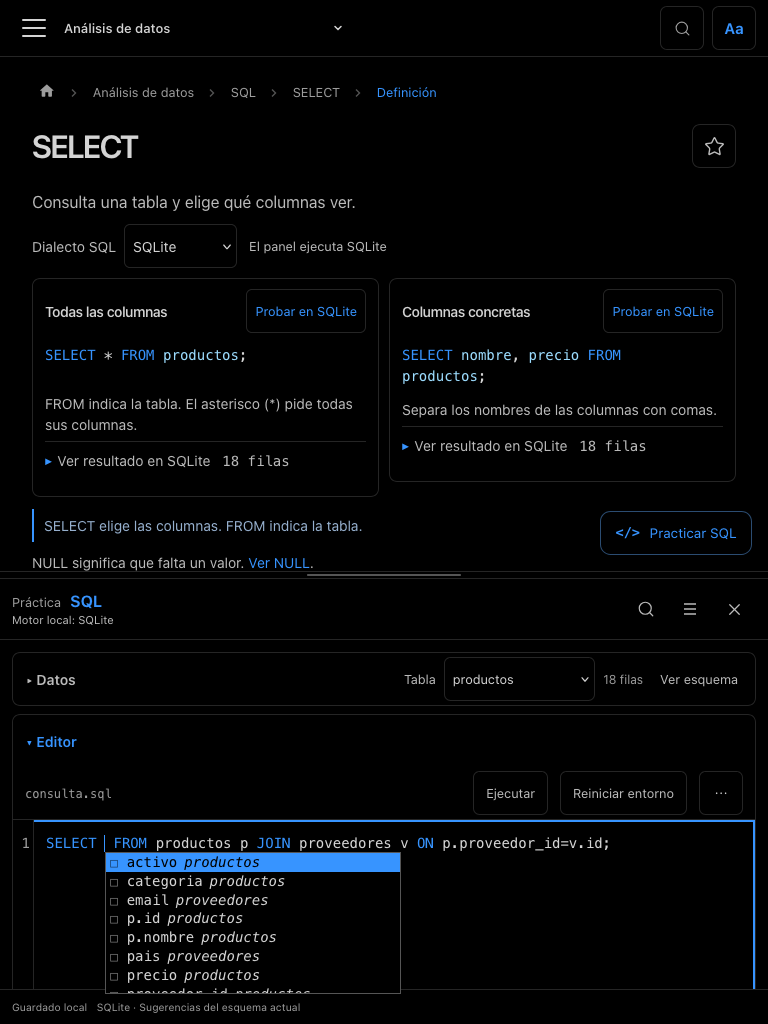 Análisis de datos
Aa
Análisis de datos > SQL > SELECT > Definición
SELECT
Consulta una tabla y elige qué columnas ver.
Dialecto SQL SQLite El panel ejecuta SQLite
Todas las columnas Probar en SQLite
SELECT * FROM productos;
FROM indica la tabla. El asterisco (*) pide todas
sus columnas.
▸ Ver resultado en SQLite 18 filas
Columnas concretas Probar en SQLite
SELECT nombre, precio FROM
productos;
Separa los nombres de las columnas con comas.
▸ Ver resultado en SQLite 18 filas
SELECT elige las columnas. FROM indica la tabla.
</> Practicar SQL
NULL significa que falta un valor. Ver NULL.
Práctica SQL
Motor local: SQLite
▸ Datos Tabla productos 18 filas Ver esquema
▾ Editor
consulta.sql Ejecutar Reiniciar entorno ...
1 SELECT FROM productos p JOIN proveedores v ON p.proveedor_id=v.id;
activo productos
categoria productos
email proveedores
p.id productos
p.nombre productos
pais proveedores
precio productos
proveedor_id productos
Guardado local SQLite · Sugerencias del esquema actual